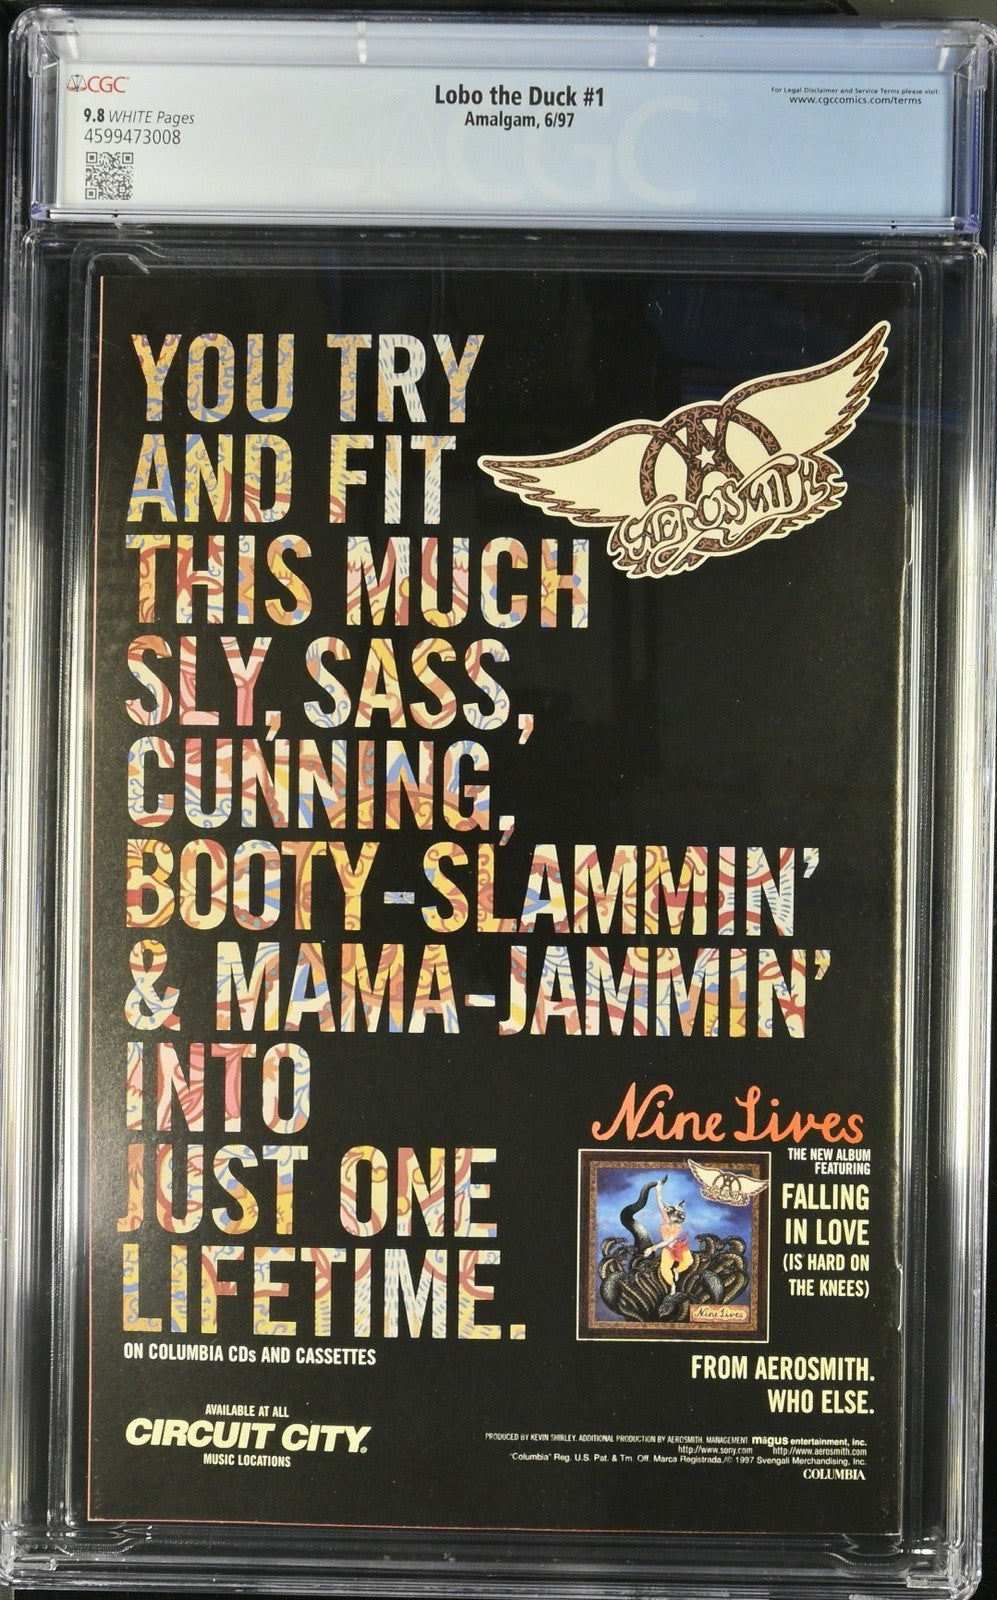 CGC
9.8 WHITE Pages
4599473008
Lobo the Duck #1
Amalgam, 6/97
For Legal Disclaimer and Service Terms please visit:
www.cgccomics.com/terms
CGC
YOU TRY
AND FIT
THIS MUCH
SLY, SASS,
CUNNING,
BOOTY-SLAMMIN'
& MAMA-JAMMIN'
INTO
JUST ONE
LIFETIME.
AEROSMITH
ON COLUMBIA CDs AND CASSETTES
AVAILABLE AT ALL
CIRCUIT CITY®
MUSIC LOCATIONS
Nine Lives
THE NEW ALBUM
FEATURING
FALLING
IN LOVE
(IS HARD ON
THE KNEES)
Nine Lives
FROM AEROSMITH.
WHO ELSE.
PRODUCED BY KEVIN SHIRLEY. ADDITIONAL PRODUCTION BY AEROSMITH. MANAGEMENT magus entertainment, inc.
http://www.sony.com http://www.aerosmith.com
"Columbia" Reg. U.S. Pat. & Tm. Off. Marca Registrada./© 1997 Svengali Merchandising, Inc.
COLUMBIA